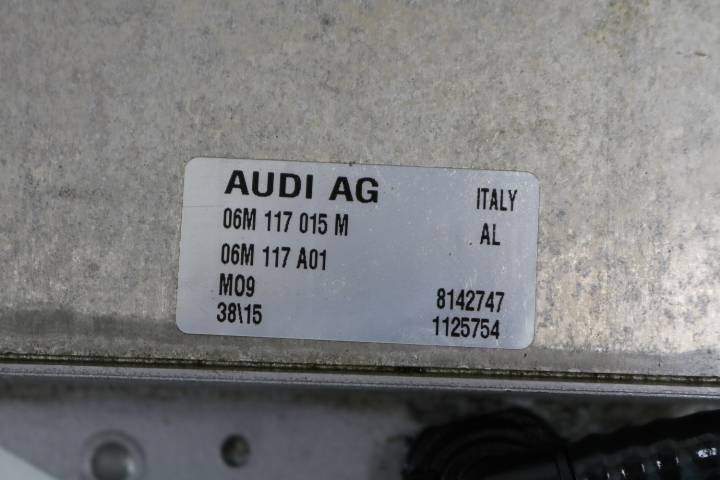 AUDI AG
ITALY
06M 117 015 M
AL
06M 117 A01
M09
8142747
38\15
1125754